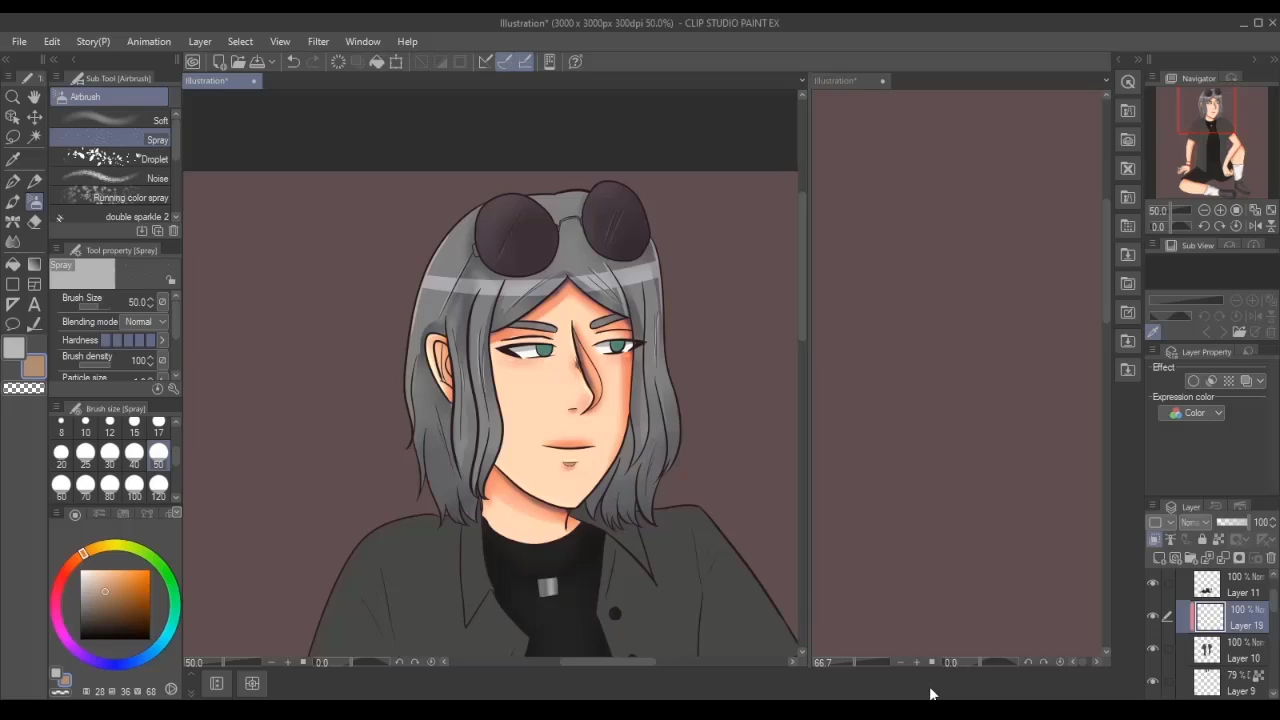 Illustration* (3000 x 3000px 300dpi 50.0%) - CLIP STUDIO PAINT EX
File Edit Story(P) Animation Layer Select View Filter Window Help
Sub Tool [Airbrush]
Illustration*
Illustration*
Navigator
Airbrush
Soft
Spray
Droplet
Noise
Running color spray
double sparkle 2
50.0
0.0
Tool property [Spray]
Sub View
Spray
Brush Size 50.0
Blending mode Normal
Hardness
Brush density 100
Particle size
Layer Property
Effect
Expression color
Color
Brush size [Spray]
8 10 12 15 17
20 25 30 40 50
60 70 80 100 120
Layer
100
100 %
Layer 11
100 %
Layer 19
100 %
Layer 10
79 %
Layer 9
50.0 0.0
66.7 0.0
28 36 V 68